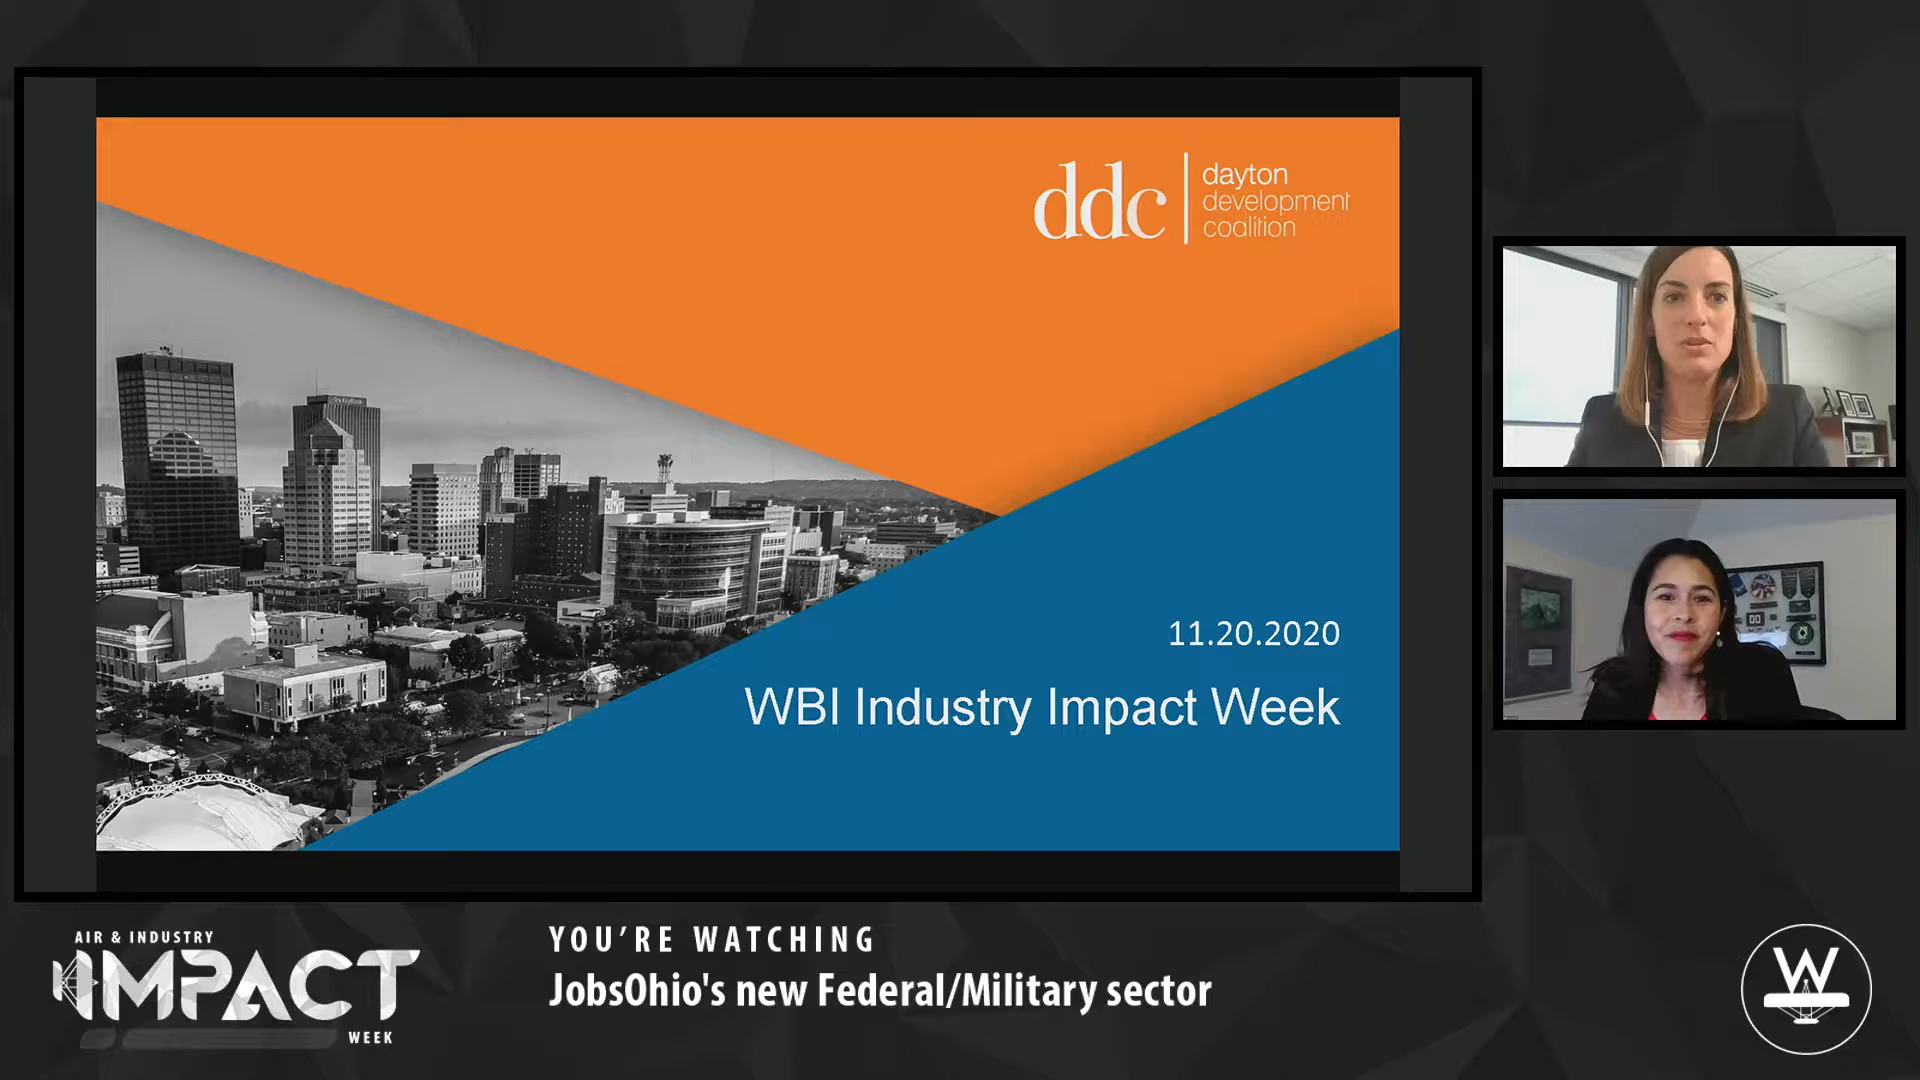 ddc
dayton
development
coalition
11.20.2020
WBI Industry Impact Week
AIR & INDUSTRY
IMPACT
WEEK
YOU'RE WATCHING
JobsOhio's new Federal/Military sector
W